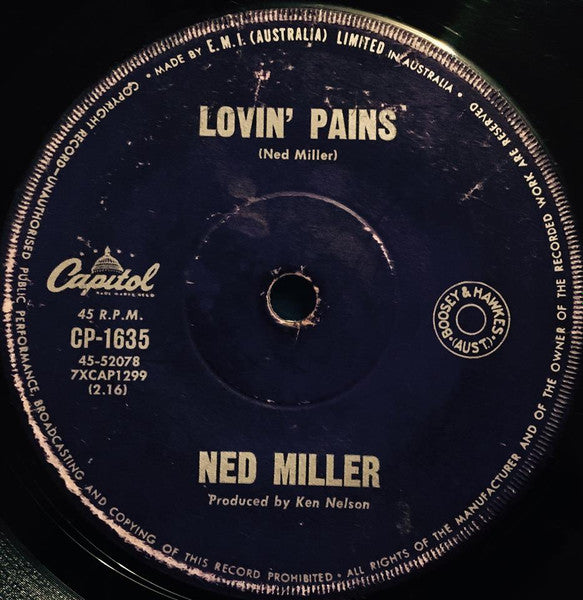 • MADE BY E.M.I. (AUSTRALIA) LIMITED IN AUSTRALIA •
COPYRIGHT RECORD—UNAUTHORISED PUBLIC PERFORMANCE, BROADCASTING AND COPYING OF THIS RECORD PROHIBITED • ALL RIGHTS OF THE MANUFACTURER AND OF THE OWNER OF THE RECORDED WORK ARE RESERVED
LOVIN' PAINS
(Ned Miller)
Capitol
45 R.P.M.
CP-1635
45-52078
7XCAP1299
(2.16)
BOOSEY & HAWKES
(AUST.)
NED MILLER
Produced by Ken Nelson